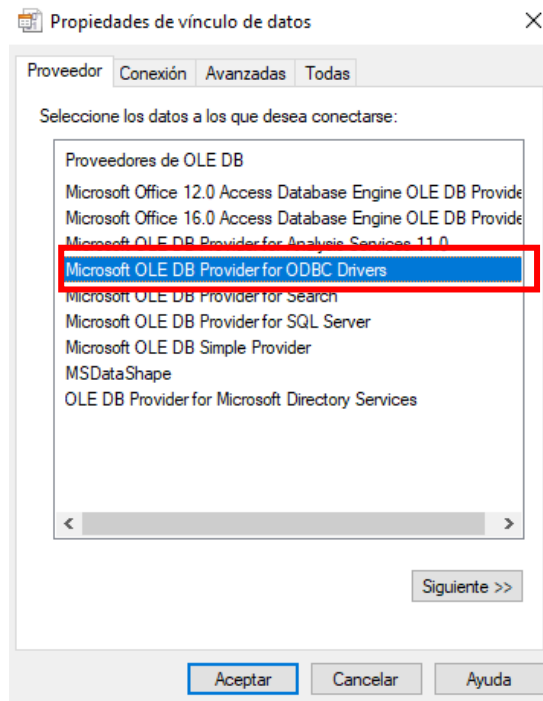 Propiedades de vínculo de datos
Proveedor Conexión Avanzadas Todas
Seleccione los datos a los que desea conectarse:
Proveedores de OLE DB
Microsoft Office 12.0 Access Database Engine OLE DB Provide
Microsoft Office 16.0 Access Database Engine OLE DB Provide
Microsoft OLE DB Provider for Analysis Services 11.0
Microsoft OLE DB Provider for ODBC Drivers
Microsoft OLE DB Provider for Search
Microsoft OLE DB Provider for SQL Server
Microsoft OLE DB Simple Provider
MSDataShape
OLE DB Provider for Microsoft Directory Services
Siguiente >>
Aceptar Cancelar Ayuda